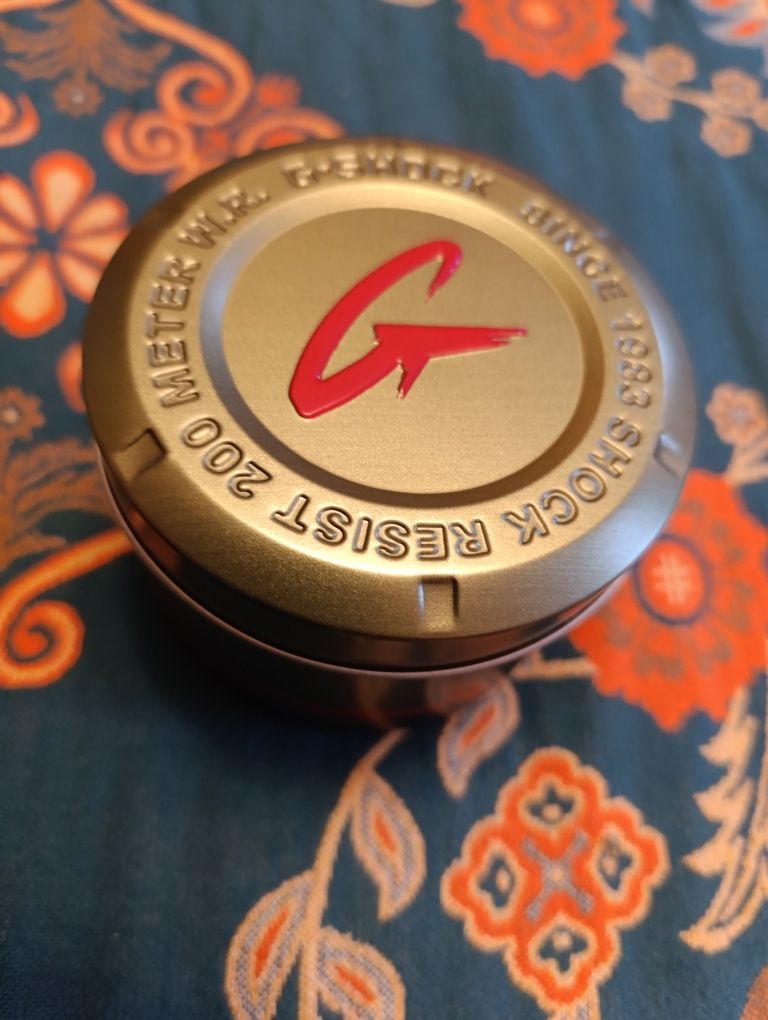 G-SHOCK SINCE 1983 SHOCK RESIST 200 METER W.R.
G